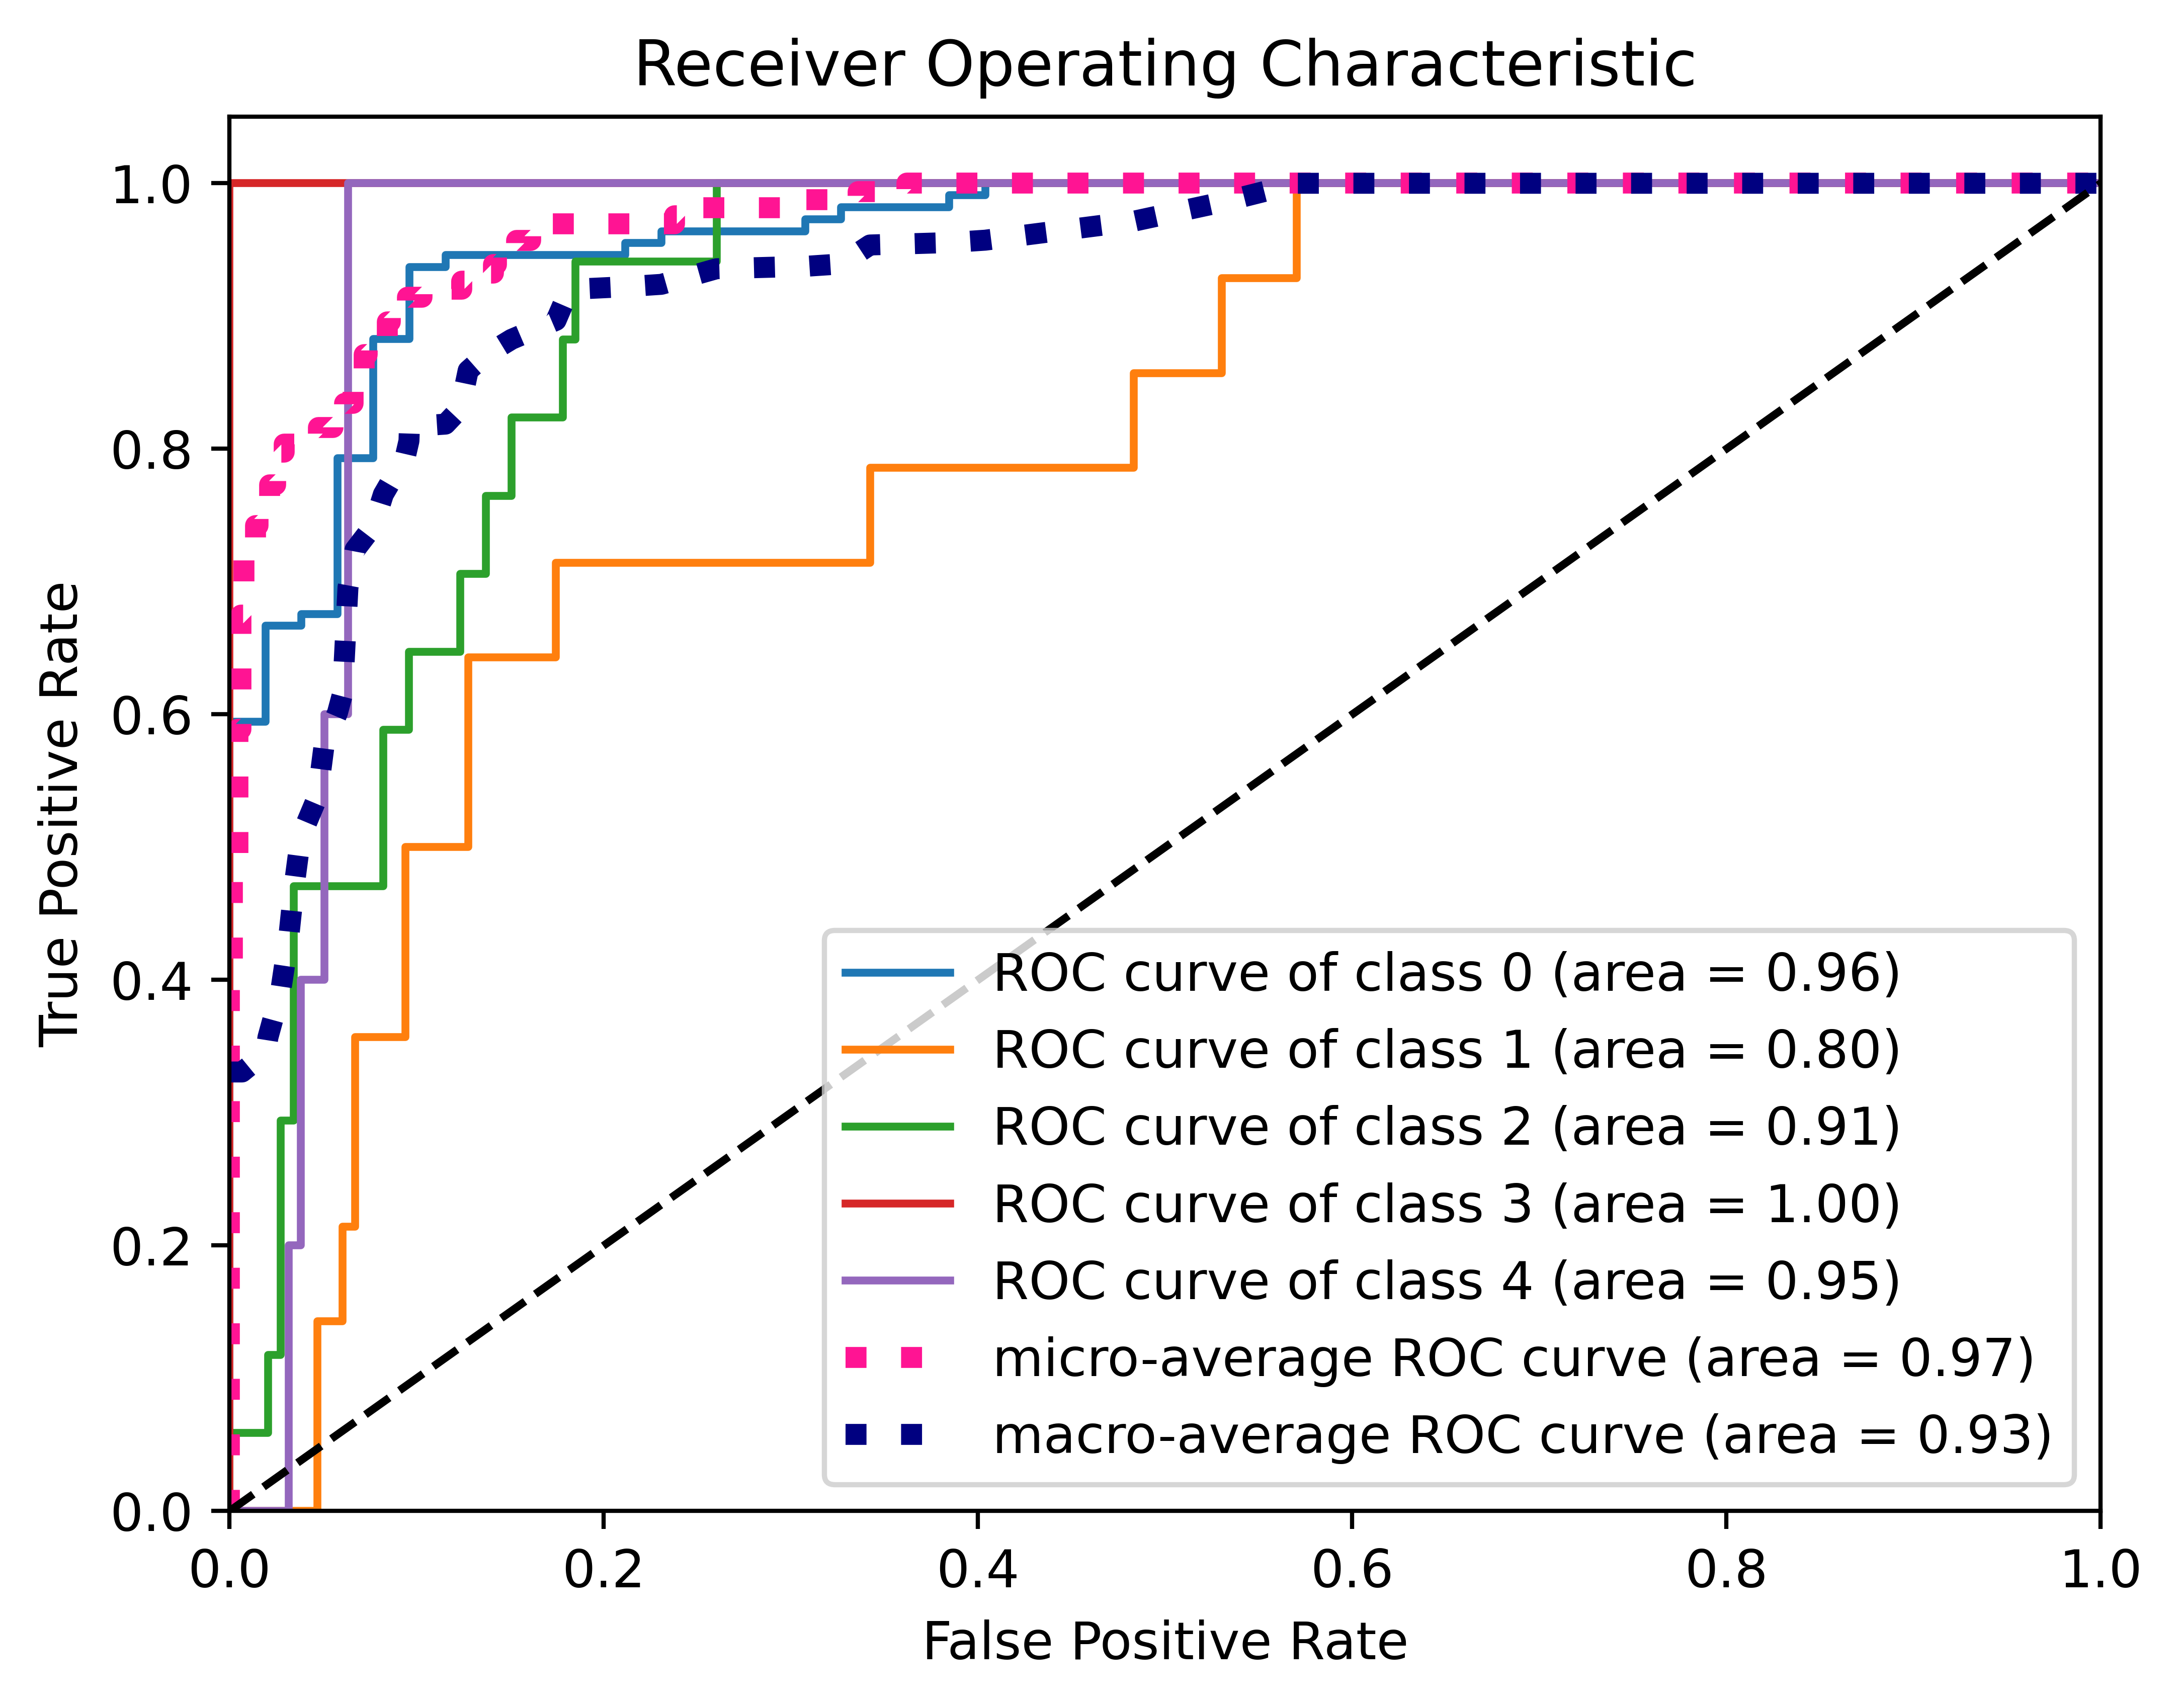 Receiver Operating Characteristic
1.0
0.8
0.6
0.4
0.2
0.0
True Positive Rate
ROC curve of class 0 (area = 0.96)
ROC curve of class 1 (area = 0.80)
ROC curve of class 2 (area = 0.91)
ROC curve of class 3 (area = 1.00)
ROC curve of class 4 (area = 0.95)
micro-average ROC curve (area = 0.97)
macro-average ROC curve (area = 0.93)
0.0 0.2 0.4 0.6 0.8 1.0
False Positive Rate